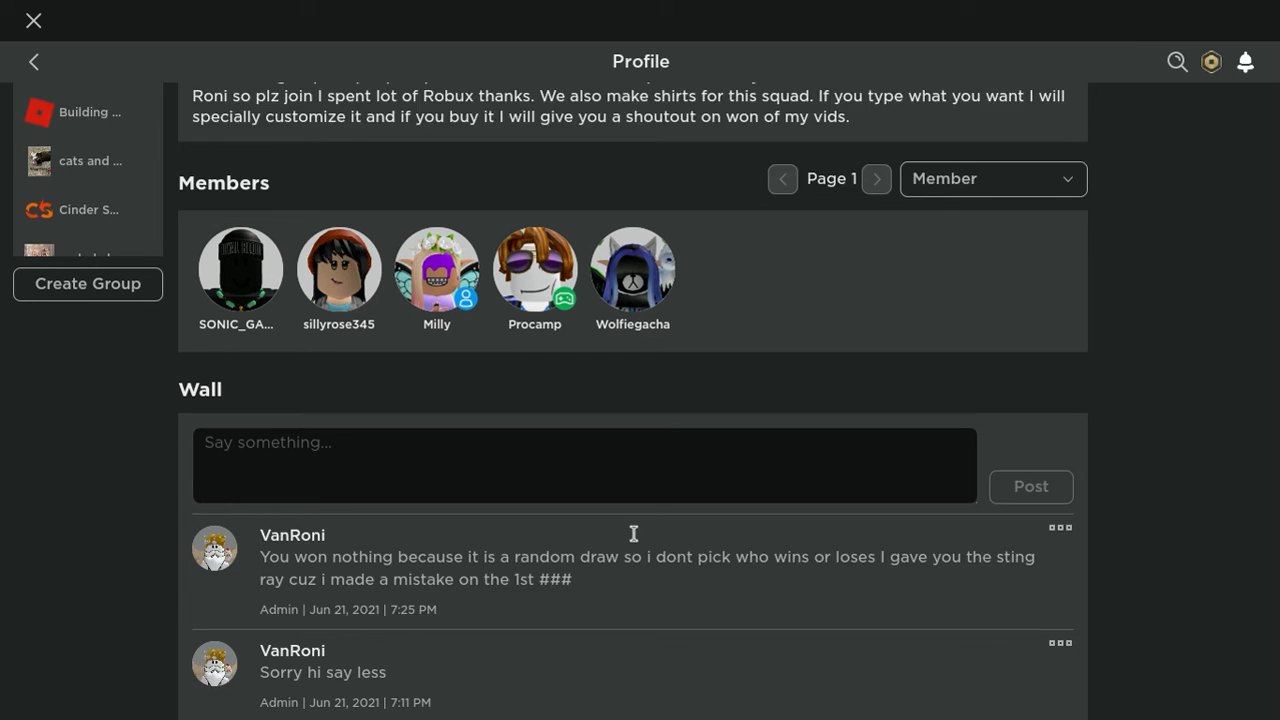 Profile
Roni so plz join I spent lot of Robux thanks. We also make shirts for this squad. If you type what you want I will
specially customize it and if you buy it I will give you a shoutout on won of my vids.
Building ...
cats and ...
Cinder S...
Create Group
Members
Page 1
Member
SONIC_GA...
sillyrose345
Milly
Procamp
Wolfiegacha
Wall
Say something...
Post
VanRoni
You won nothing because it is a random draw so i dont pick who wins or loses I gave you the sting
ray cuz i made a mistake on the 1st ###
Admin | Jun 21, 2021 | 7:25 PM
VanRoni
Sorry hi say less
Admin | Jun 21, 2021 | 7:11 PM